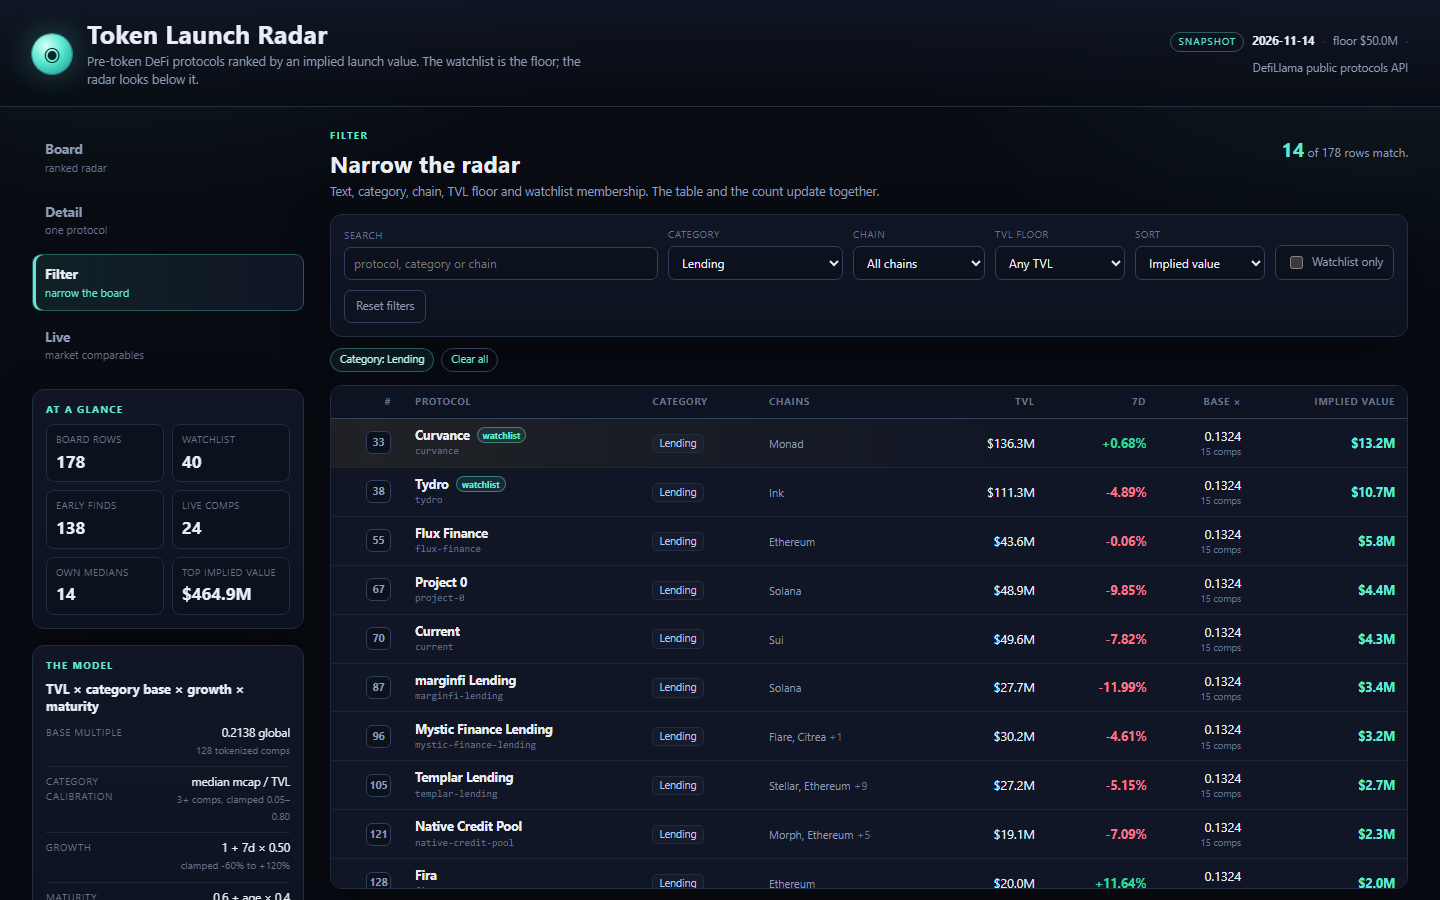 Token Launch Radar
Pre-token DeFi protocols ranked by an implied launch value. The watchlist is the floor; the
radar looks below it.
SNAPSHOT 2026-11-14 · floor $50.0M ·
DefiLlama public protocols API
Board
ranked radar
Detail
one protocol
Filter
narrow the board
Live
market comparables
AT A GLANCE
BOARD ROWS
178
WATCHLIST
40
EARLY FINDS
138
LIVE COMPS
24
OWN MEDIANS
14
TOP IMPLIED VALUE
$464.9M
THE MODEL
TVL × category base × growth ×
maturity
BASE MULTIPLE
0.2138 global
128 tokenized comps
CATEGORY
CALIBRATION
median mcap / TVL
3+ comps, clamped 0.05–
0.80
GROWTH
1 + 7d × 0.50
clamped -60% to +120%
MATURITY
0.6 + age × 0.4
FILTER
Narrow the radar
Text, category, chain, TVL floor and watchlist membership. The table and the count update together.
14 of 178 rows match.
SEARCH
protocol, category or chain
CATEGORY
Lending
CHAIN
All chains
TVL FLOOR
Any TVL
SORT
Implied value
Watchlist only
Reset filters
Category: Lending
Clear all
# PROTOCOL CATEGORY CHAINS TVL 7D BASE × IMPLIED VALUE
33 Curvance watchlist Lending Monad $136.3M +0.68% 0.1324 $13.2M
curvance 15 comps
38 Tydro watchlist Lending Ink $111.3M -4.89% 0.1324 $10.7M
tydro 15 comps
55 Flux Finance Lending Ethereum $43.6M -0.06% 0.1324 $5.8M
flux-finance 15 comps
67 Project 0 Lending Solana $48.9M -9.85% 0.1324 $4.4M
project-0 15 comps
70 Current Lending Sui $49.6M -7.82% 0.1324 $4.3M
current 15 comps
87 marginfi Lending Lending Solana $27.7M -11.99% 0.1324 $3.4M
marginfi-lending 15 comps
96 Mystic Finance Lending Lending Flare, Citrea +1 $30.2M -4.61% 0.1324 $3.2M
mystic-finance-lending 15 comps
105 Templar Lending Lending Stellar, Ethereum +9 $27.2M -5.15% 0.1324 $2.7M
templar-lending 15 comps
121 Native Credit Pool Lending Morph, Ethereum +5 $19.1M -7.09% 0.1324 $2.3M
native-credit-pool 15 comps
128 Fira Lending Ethereum $20.0M +11.64% 0.1324 $2.0M